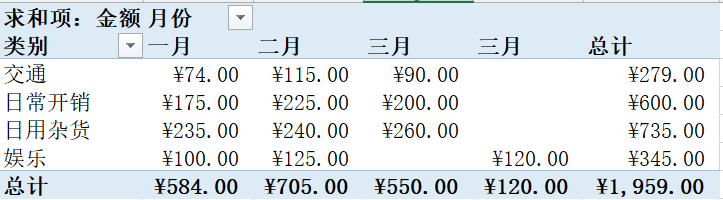 求和项: 金额 月份
类别 一月 二月 三月 三月 总计
交通 ¥74.00 ¥115.00 ¥90.00 ¥279.00
日常开销 ¥175.00 ¥225.00 ¥200.00 ¥600.00
日用杂货 ¥235.00 ¥240.00 ¥260.00 ¥735.00
娱乐 ¥100.00 ¥125.00 ¥120.00 ¥345.00
总计 ¥584.00 ¥705.00 ¥550.00 ¥120.00 ¥1,959.00